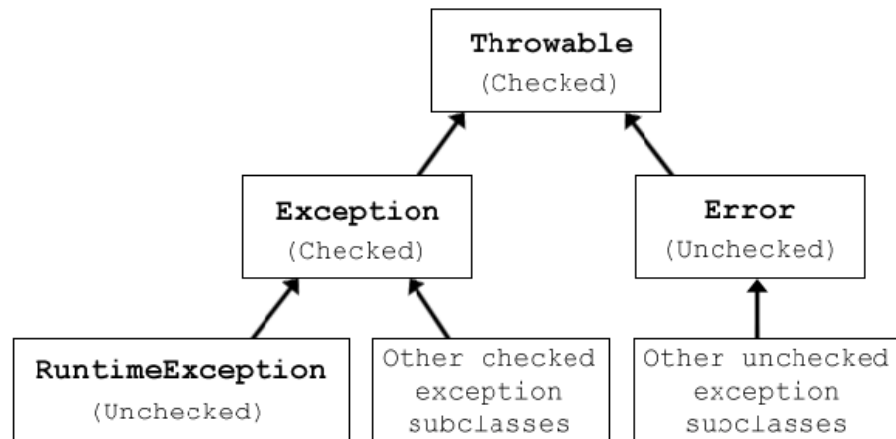 Throwable
(Checked)
Exception
(Checked)
Error
(Unchecked)
RuntimeException
(Unchecked)
Other checked
exception
subclasses
Other unchecked
exception
subclasses